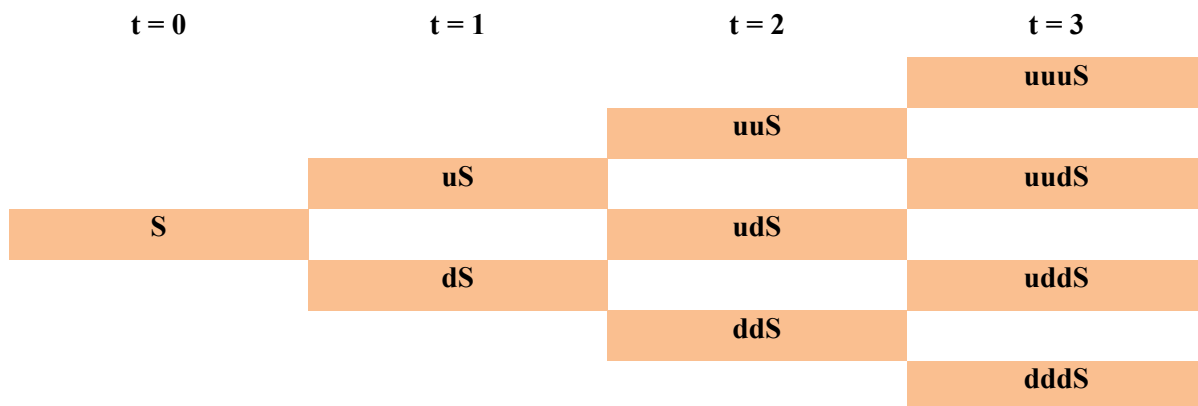 t = 0 t = 1 t = 2 t = 3
uuuS
uuS
uS uudS
S udS
dS uddS
ddS
dddS